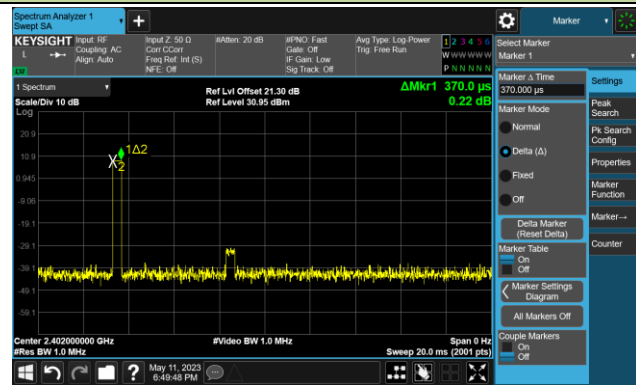 Spectrum Analyzer 1
Swept SA
Marker
KEYSIGHT
L
Input: RF
Coupling: AC
Align: Auto
Input Z: 50 Ω
Corr CCorr
Freq Ref: Int (S)
NFE: Off
#Atten: 20 dB
#PNO: Fast
Gate: Off
IF Gain: Low
Sig Track: Off
Avg Type: Log-Power
Trig: Free Run
1 2 3 4 5 6
W W W W W W
P N N N N N
Select Marker
Marker 1
1 Spectrum
Scale/Div 10 dB
Ref Lvl Offset 21.30 dB
Ref Level 30.95 dBm
ΔMkr1 370.0 µs
0.22 dB
Log
20.9
10.9
0.945
-9.06
-19.1
-29.1
-39.1
-49.1
-59.1
1Δ2
X2
Center 2.402000000 GHz
#Res BW 1.0 MHz
#Video BW 1.0 MHz
Span 0 Hz
Sweep 20.0 ms (2001 pts)
Marker Δ Time
370.000 µs
Marker Mode
Normal
Delta (Δ)
Fixed
Off
Delta Marker
(Reset Delta)
Marker Table
On
Off
Marker Settings
Diagram
All Markers Off
Couple Markers
On
Off
Settings
Peak
Search
Pk Search
Config
Properties
Marker
Function
Marker→
Counter
May 11, 2023
6:49:48 PM